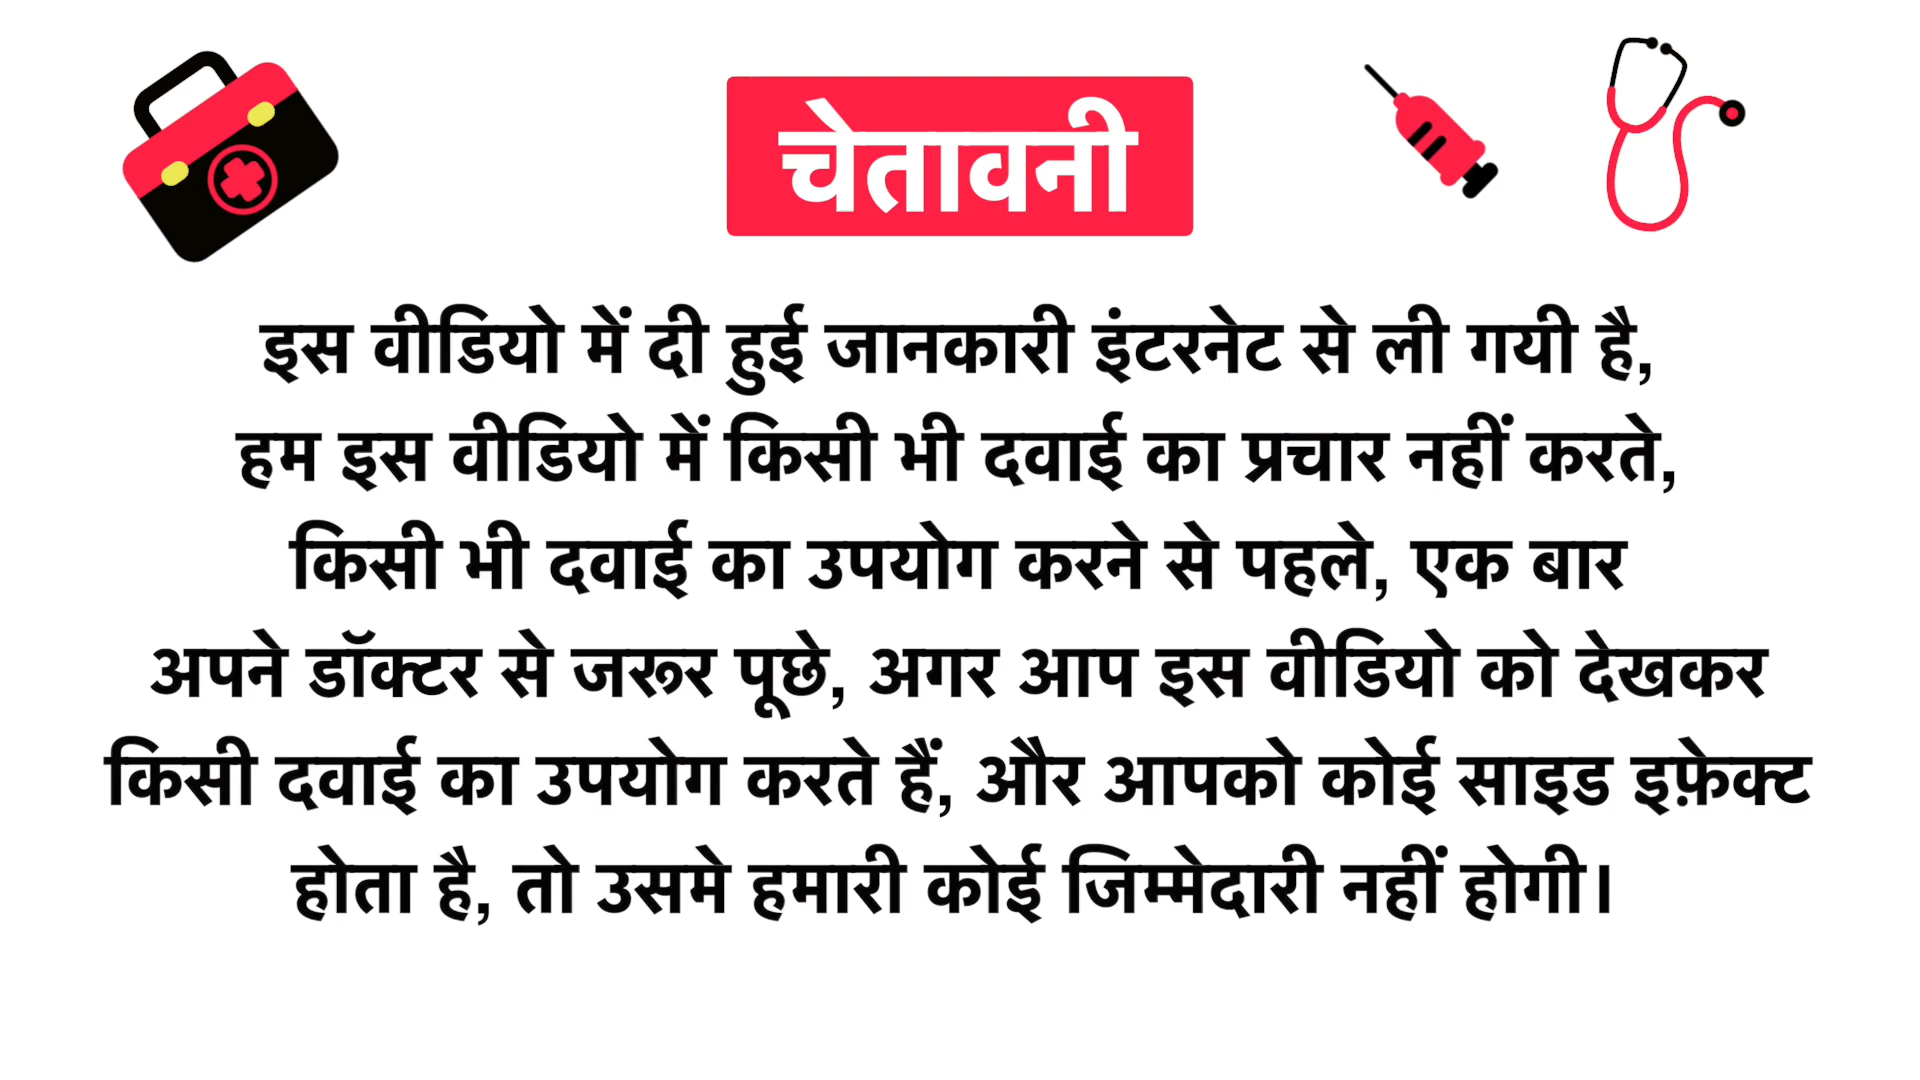 चेतावनी
इस वीडियो में दी हुई जानकारी इंटरनेट से ली गयी है,
हम इस वीडियो में किसी भी दवाई का प्रचार नहीं करते,
किसी भी दवाई का उपयोग करने से पहले, एक बार
अपने डॉक्टर से जरूर पूछे, अगर आप इस वीडियो को देखकर
किसी दवाई का उपयोग करते हैं, और आपको कोई साइड इफ़ेक्ट
होता है, तो उसमे हमारी कोई जिम्मेदारी नहीं होगी।